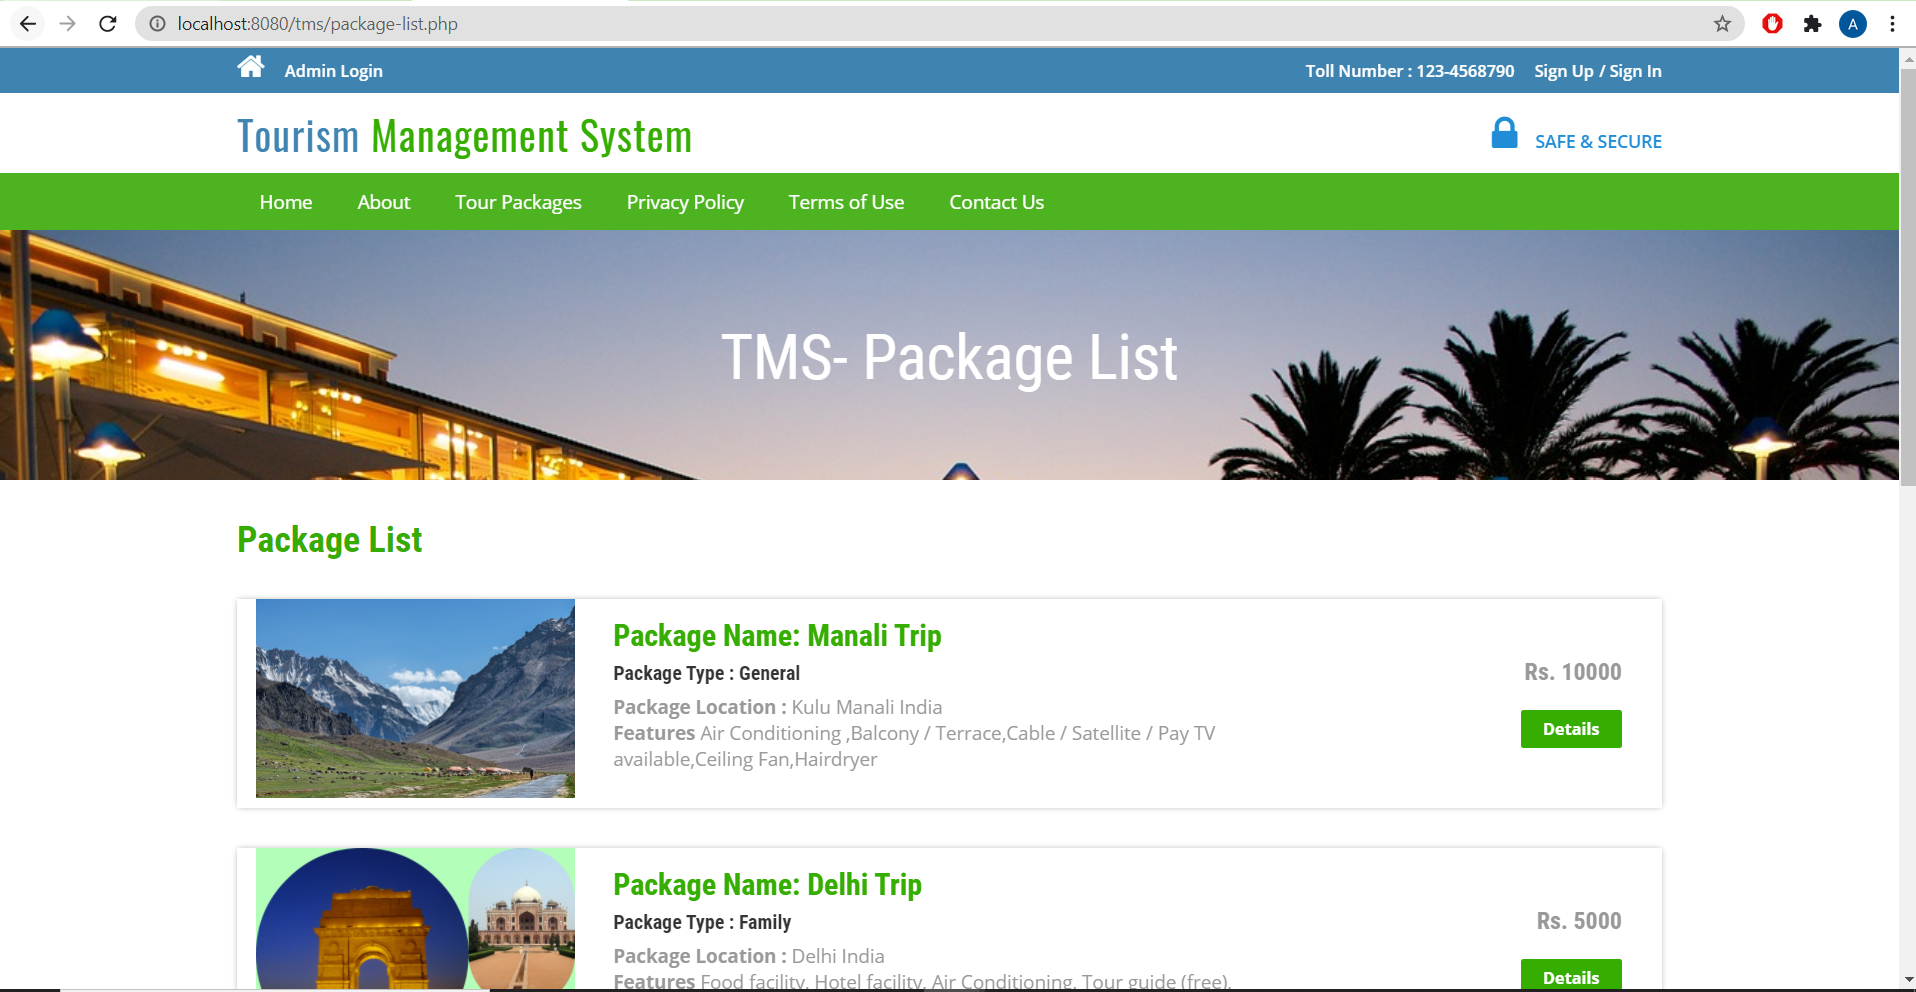 localhost:8080/tms/package-list.php
A
Admin Login
Toll Number : 123-4568790 Sign Up / Sign In
Tourism Management System
SAFE & SECURE
Home About Tour Packages Privacy Policy Terms of Use Contact Us
TMS- Package List
Package List
Package Name: Manali Trip
Package Type : General
Rs. 10000
Package Location : Kulu Manali India
Features Air Conditioning ,Balcony / Terrace,Cable / Satellite / Pay TV
available,Ceiling Fan,Hairdryer
Details
Package Name: Delhi Trip
Package Type : Family
Rs. 5000
Package Location : Delhi India
Features Food facility, Hotel facility, Air Conditioning, Tour guide (free),
Details